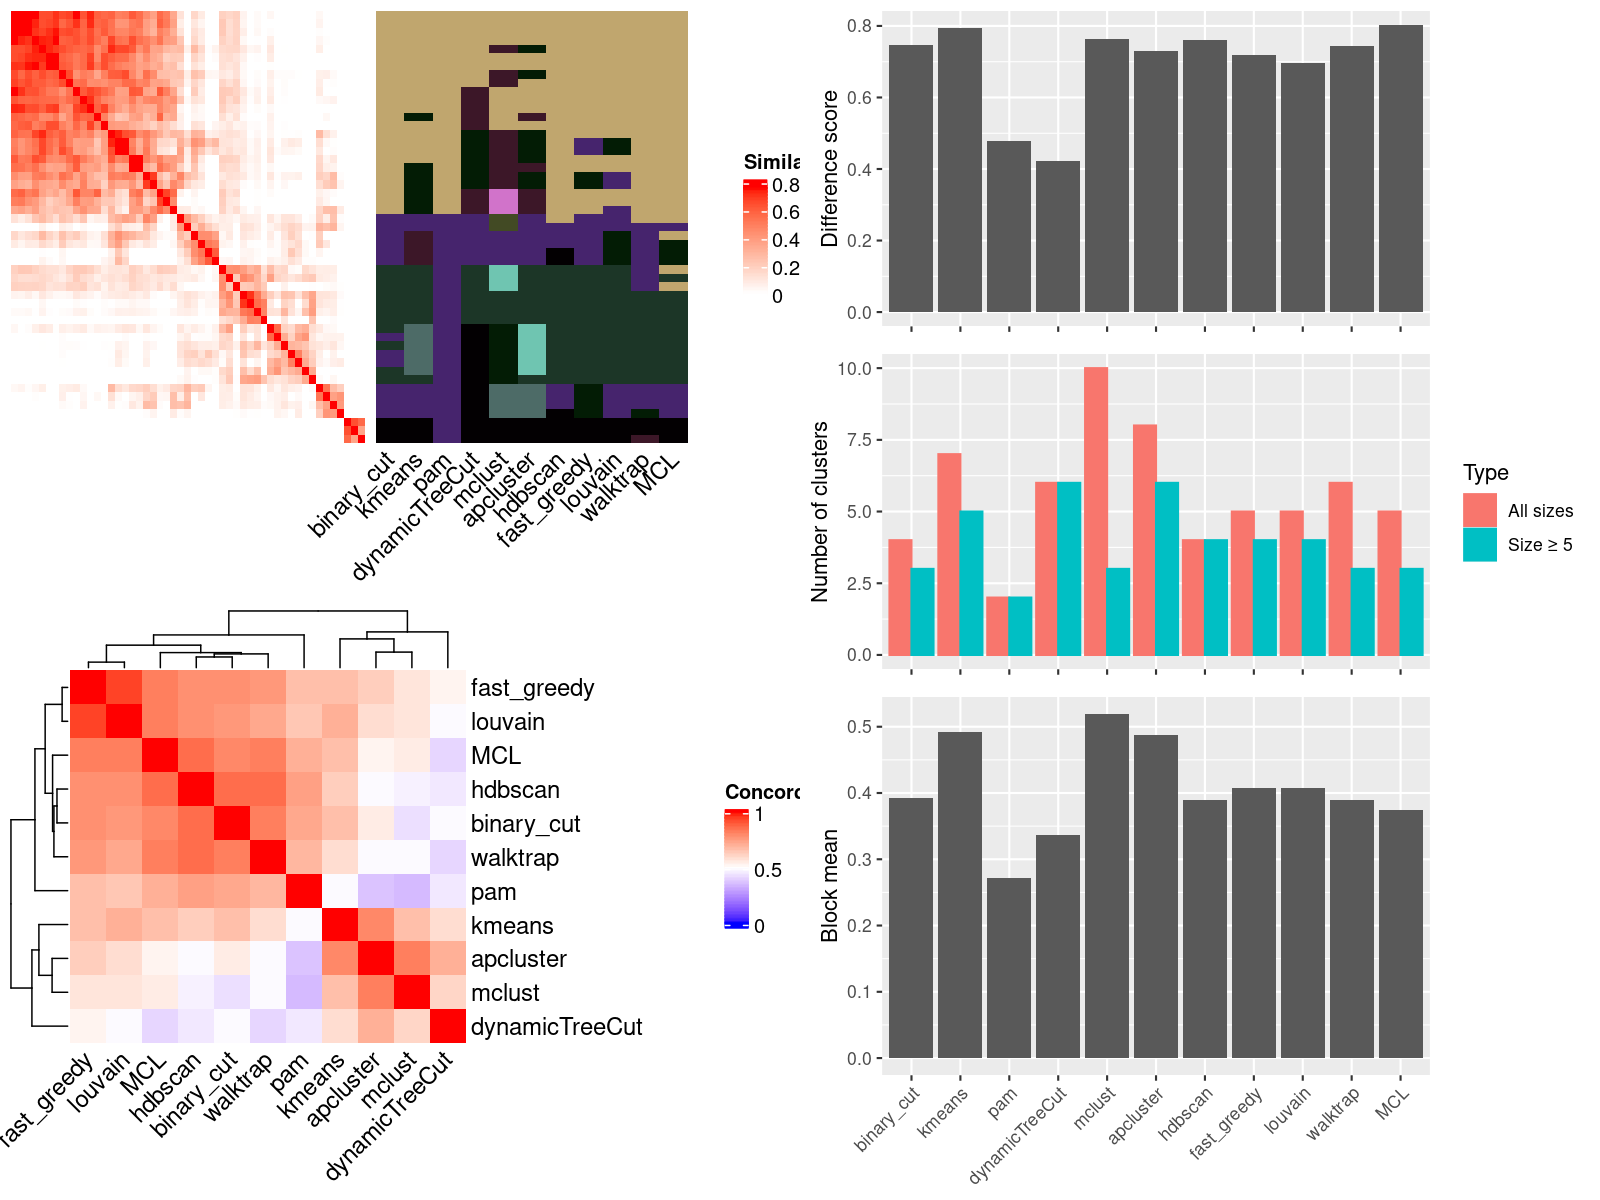 Simila
0.8
0.6
0.4
0.2
0
binary_cut
kmeans
pam
dynamicTreeCut
mclust
apcluster
hdbscan
fast_greedy
louvain
walktrap
MCL
fast_greedy
louvain
MCL
hdbscan
binary_cut
walktrap
pam
kmeans
apcluster
mclust
dynamicTreeCut
fast_greedy
louvain
MCL
hdbscan
binary_cut
walktrap
pam
kmeans
apcluster
mclust
dynamicTreeCut
Concord
1
0.5
0
Difference score
0.8
0.6
0.4
0.2
0.0
Number of clusters
10.0
7.5
5.0
2.5
0.0
Type
All sizes
Size ≥ 5
Block mean
0.5
0.4
0.3
0.2
0.1
0.0
binary_cut
kmeans
pam
dynamicTreeCut
mclust
apcluster
hdbscan
fast_greedy
louvain
walktrap
MCL